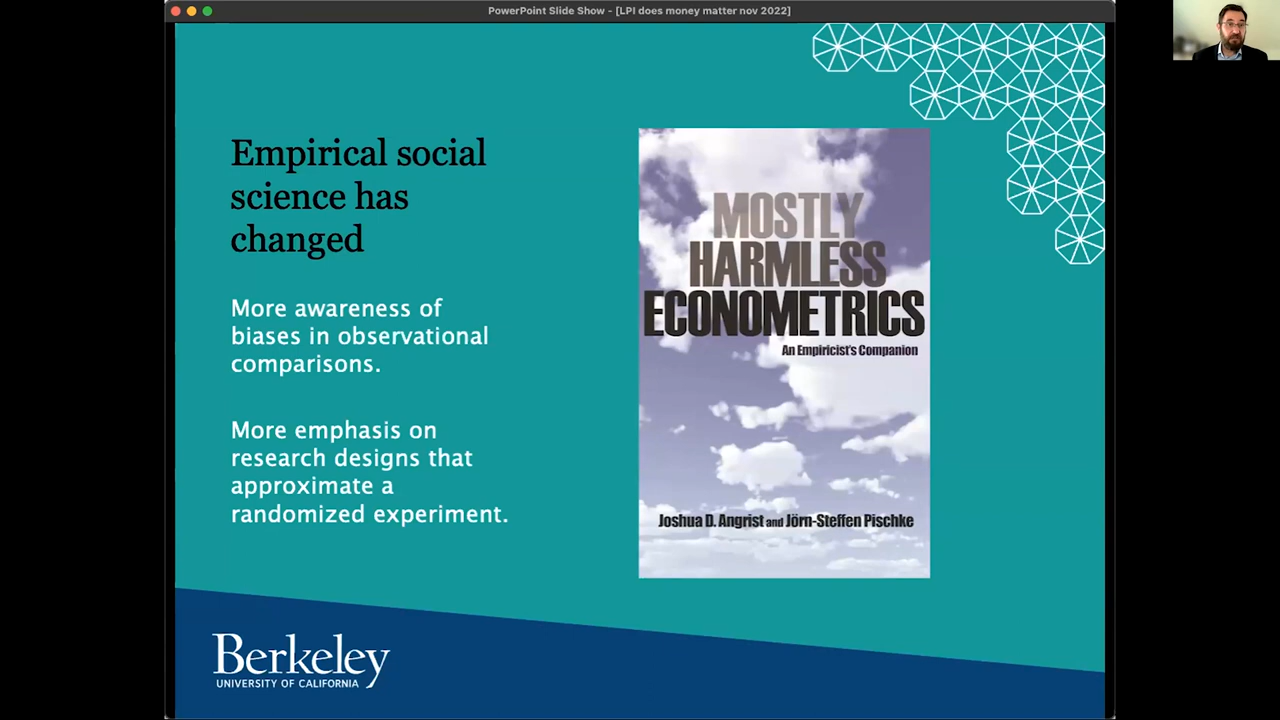 PowerPoint Slide Show - [LPI does money matter nov 2022]
Empirical social
science has
changed
More awareness of
biases in observational
comparisons.
More emphasis on
research designs that
approximate a
randomized experiment.
MOSTLY
HARMLESS
ECONOMETRICS
An Empiricist's Companion
Joshua D. Angrist and Jörn-Steffen Pischke
Berkeley
UNIVERSITY OF CALIFORNIA